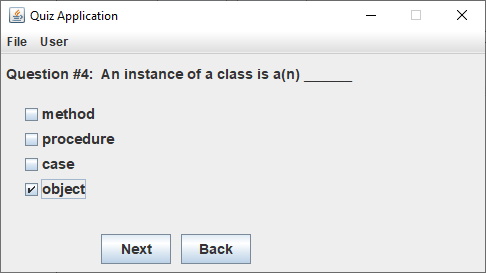 Quiz Application
File User
Question #4: An instance of a class is a(n) ______
method
procedure
case
object
Next Back